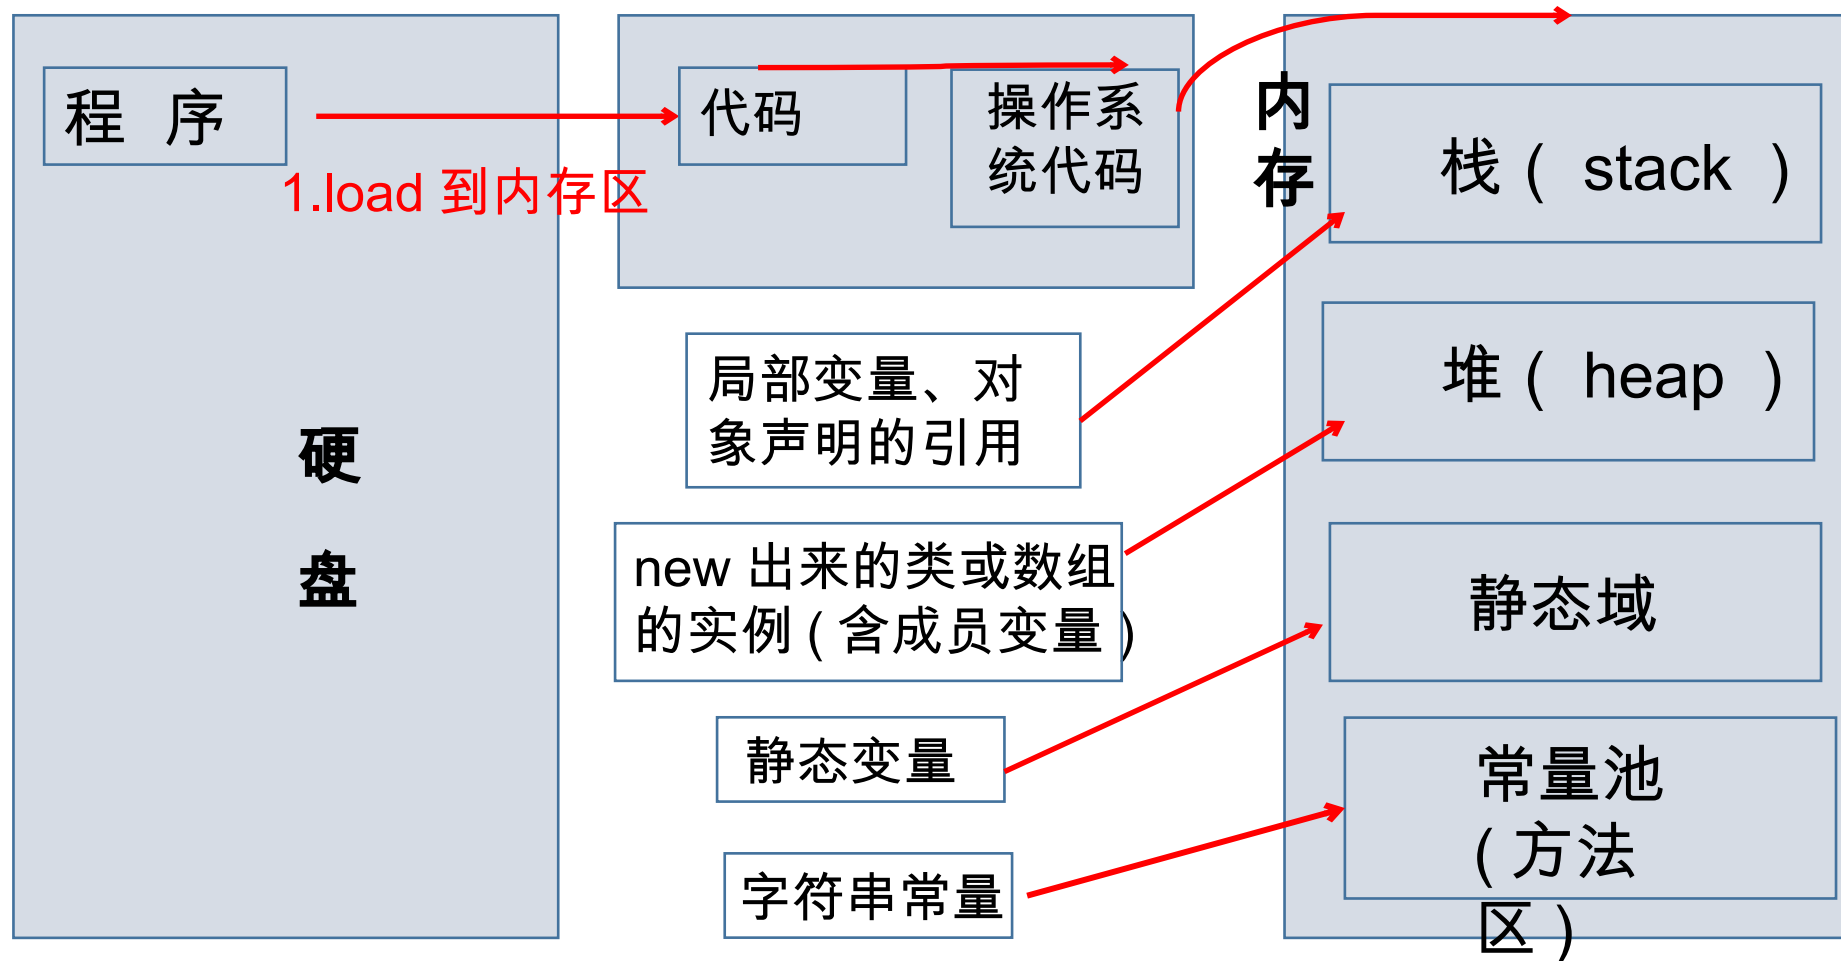 程 序
1.load 到内存区
硬
盘
代码
操作系
统代码
局部变量、对
象声明的引用
new 出来的类或数组
的实例 ( 含成员变量 )
静态变量
字符串常量
内
存
栈 ( stack )
堆 ( heap )
静态域
常量池
( 方法
区 )